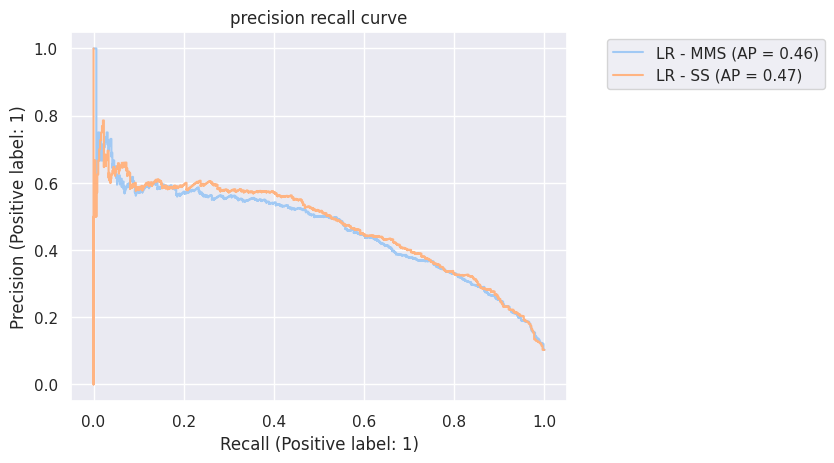 precision recall curve
LR - MMS (AP = 0.46)
LR - SS (AP = 0.47)
Precision (Positive label: 1)
1.0
0.8
0.6
0.4
0.2
0.0
0.0 0.2 0.4 0.6 0.8 1.0
Recall (Positive label: 1)